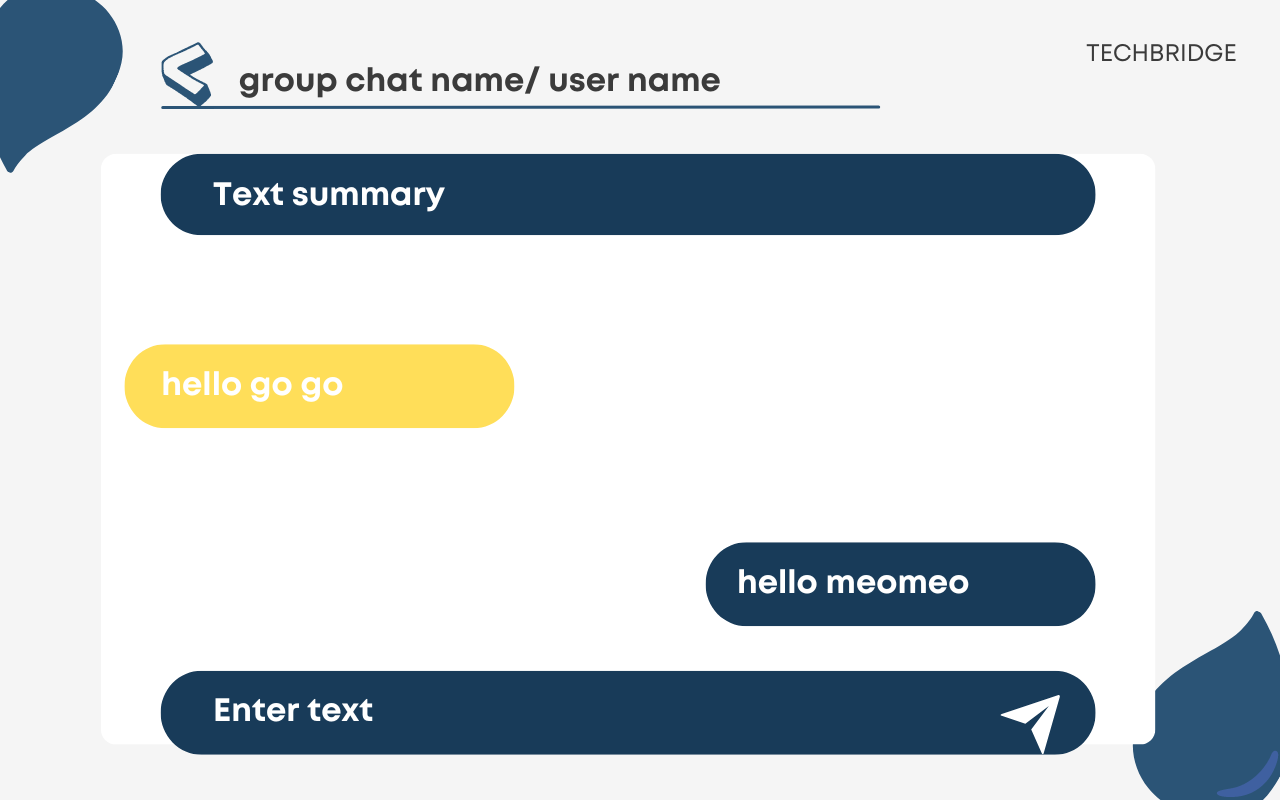 TECHBRIDGE
group chat name/ user name
Text summary
hello go go
hello meomeo
Enter text